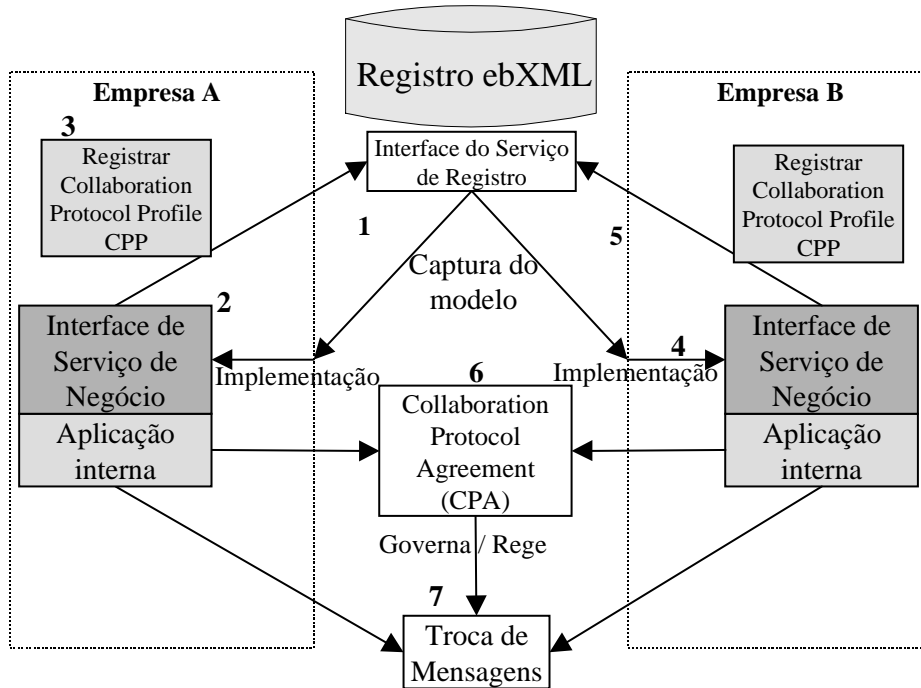 Registro ebXML
Empresa A
Empresa B
3
Registrar
Collaboration
Protocol Profile
CPP
Interface do Serviço
de Registro
Registrar
Collaboration
Protocol Profile
CPP
1
5
Captura do
modelo
2
Interface de
Serviço de
Negócio
Implementação
Aplicação
interna
6
Collaboration
Protocol
Agreement
(CPA)
4
Implementação
Interface de
Serviço de
Negócio
Aplicação
interna
Governa / Rege
7
Troca de
Mensagens